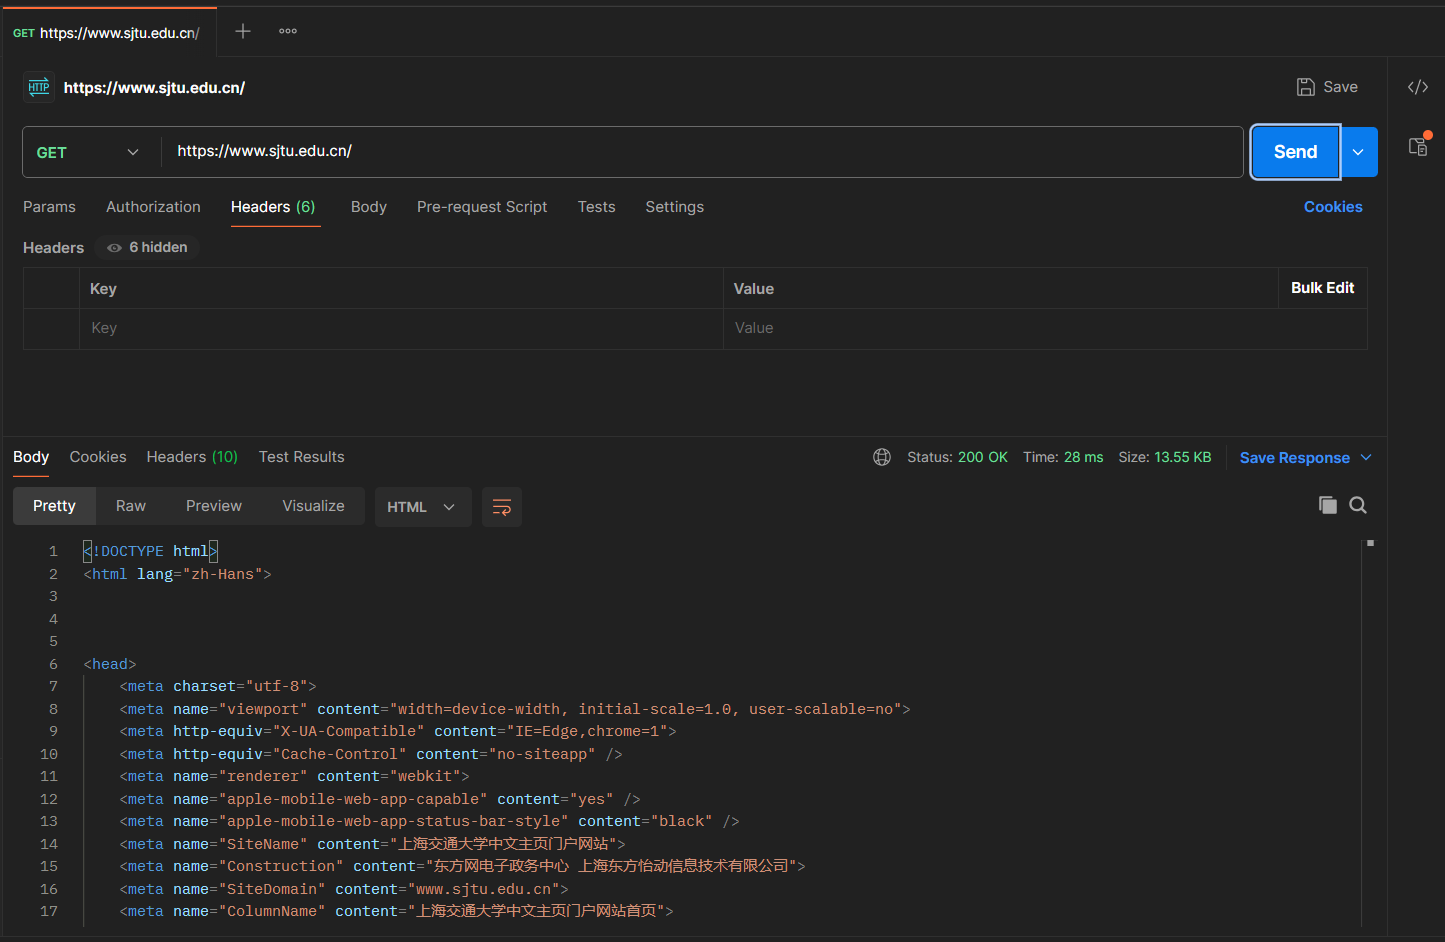 GET https://www.sjtu.edu.cn/
HTTP https://www.sjtu.edu.cn/
Save
GET https://www.sjtu.edu.cn/ Send
Params Authorization Headers (6) Body Pre-request Script Tests Settings Cookies
Headers 6 hidden
Key Value Bulk Edit
Key Value
Body Cookies Headers (10) Test Results Status: 200 OK Time: 28 ms Size: 13.55 KB Save Response
Pretty Raw Preview Visualize HTML
1 <!DOCTYPE html>
2 <html lang="zh-Hans">
3
4
5
6 <head>
7 <meta charset="utf-8">
8 <meta name="viewport" content="width=device-width, initial-scale=1.0, user-scalable=no">
9 <meta http-equiv="X-UA-Compatible" content="IE=Edge,chrome=1">
10 <meta http-equiv="Cache-Control" content="no-siteapp" />
11 <meta name="renderer" content="webkit">
12 <meta name="apple-mobile-web-app-capable" content="yes" />
13 <meta name="apple-mobile-web-app-status-bar-style" content="black" />
14 <meta name="SiteName" content="上海交通大学中文主页门户网站">
15 <meta name="Construction" content="东方网电子政务中心 上海东方怡动信息技术有限公司">
16 <meta name="SiteDomain" content="www.sjtu.edu.cn">
17 <meta name="ColumnName" content="上海交通大学中文主页门户网站首页">